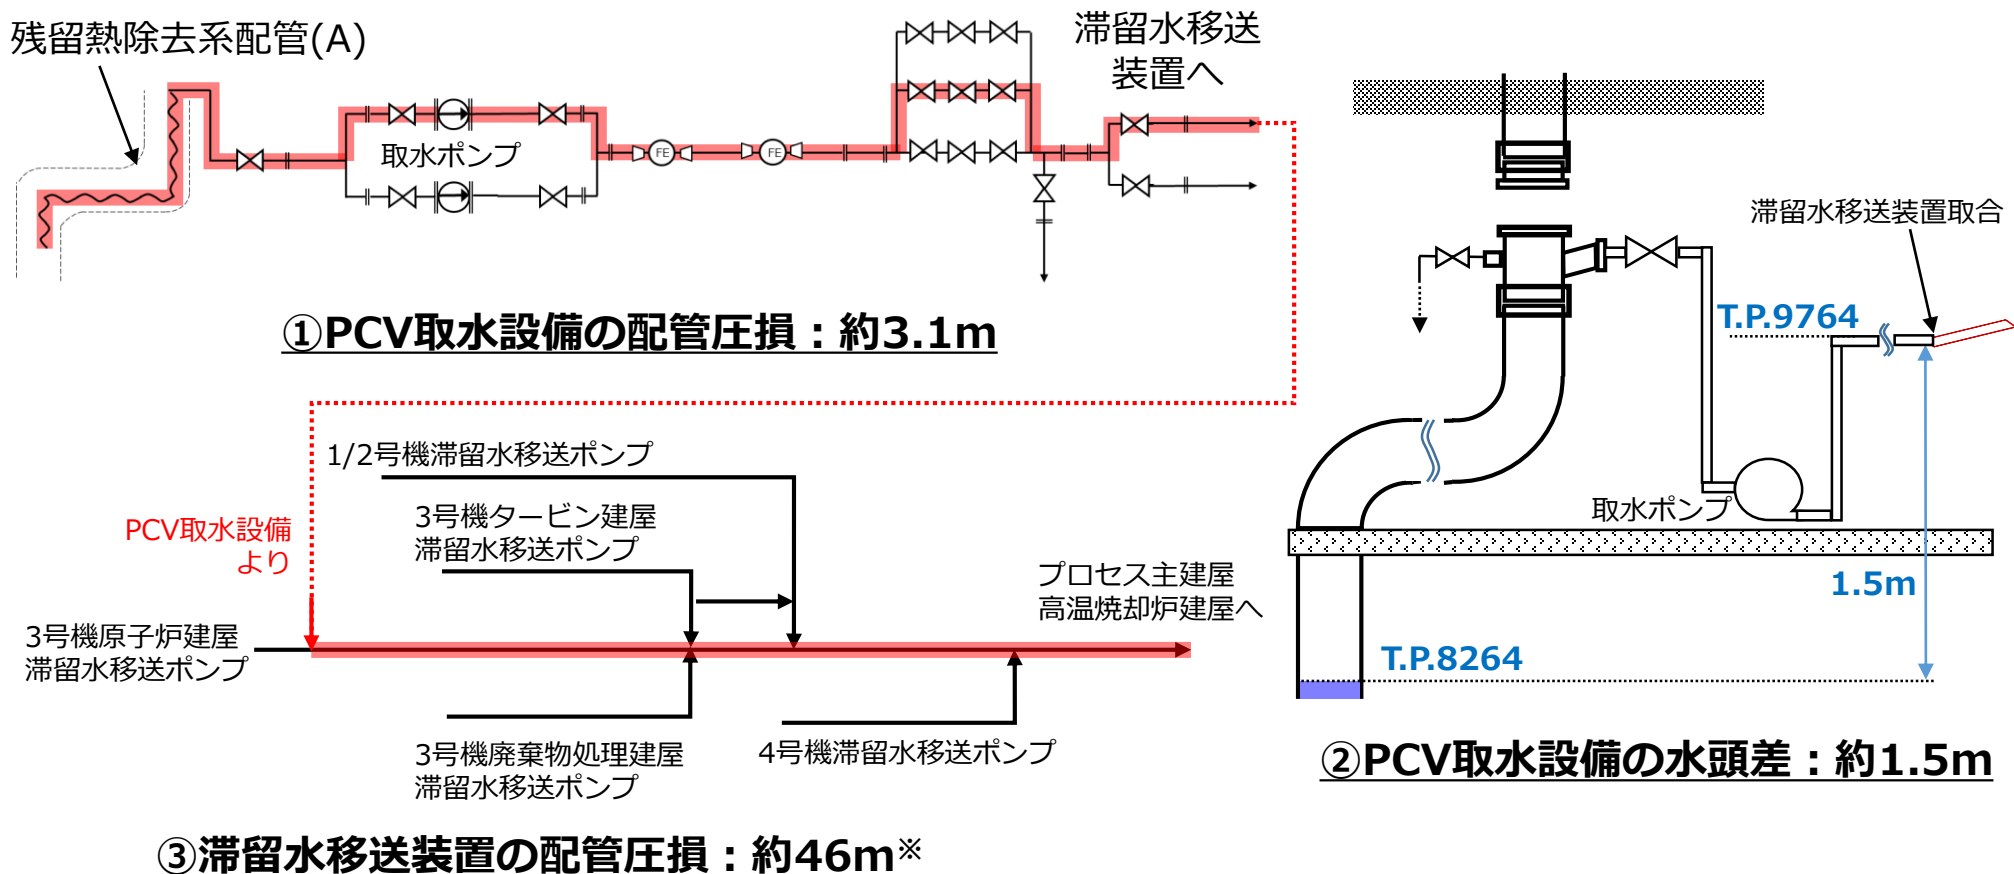 残留熱除去系配管(A)
取水ポンプ
FE
FE
滞留水移送
装置へ
①PCV取水設備の配管圧損：約3.1m
滞留水移送装置取合
T.P.9764
取水ポンプ
1.5m
T.P.8264
②PCV取水設備の水頭差：約1.5m
1/2号機滞留水移送ポンプ
3号機タービン建屋
滞留水移送ポンプ
PCV取水設備
より
プロセス主建屋
高温焼却炉建屋へ
3号機原子炉建屋
滞留水移送ポンプ
3号機廃棄物処理建屋
滞留水移送ポンプ
4号機滞留水移送ポンプ
③滞留水移送装置の配管圧損：約46m※